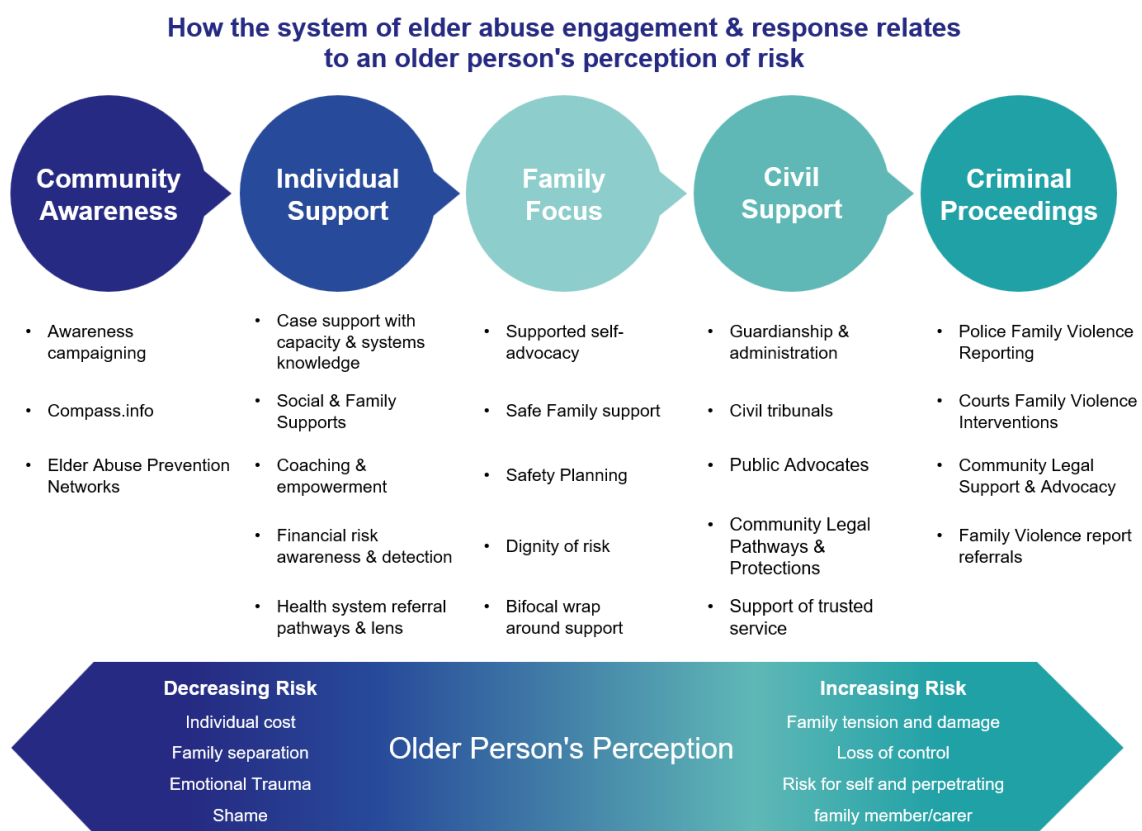 How the system of elder abuse engagement & response relates
to an older person's perception of risk
Community
Awareness
Individual
Support
Family
Focus
Civil
Support
Criminal
Proceedings
• Awareness
campaigning
• Compass.info
• Elder Abuse Prevention
Networks
• Case support with
capacity & systems
knowledge
• Social & Family
Supports
• Coaching &
empowerment
• Financial risk
awareness & detection
• Health system referral
pathways & lens
• Supported self-
advocacy
• Safe Family support
• Safety Planning
• Dignity of risk
• Bifocal wrap
around support
• Guardianship &
administration
• Civil tribunals
• Public Advocates
• Community Legal
Pathways &
Protections
• Support of trusted
service
• Police Family Violence
Reporting
• Courts Family Violence
Interventions
• Community Legal
Support & Advocacy
• Family Violence report
referrals
Decreasing Risk
Individual cost
Family separation
Emotional Trauma
Shame
Older Person's Perception
Increasing Risk
Family tension and damage
Loss of control
Risk for self and perpetrating
family member/carer